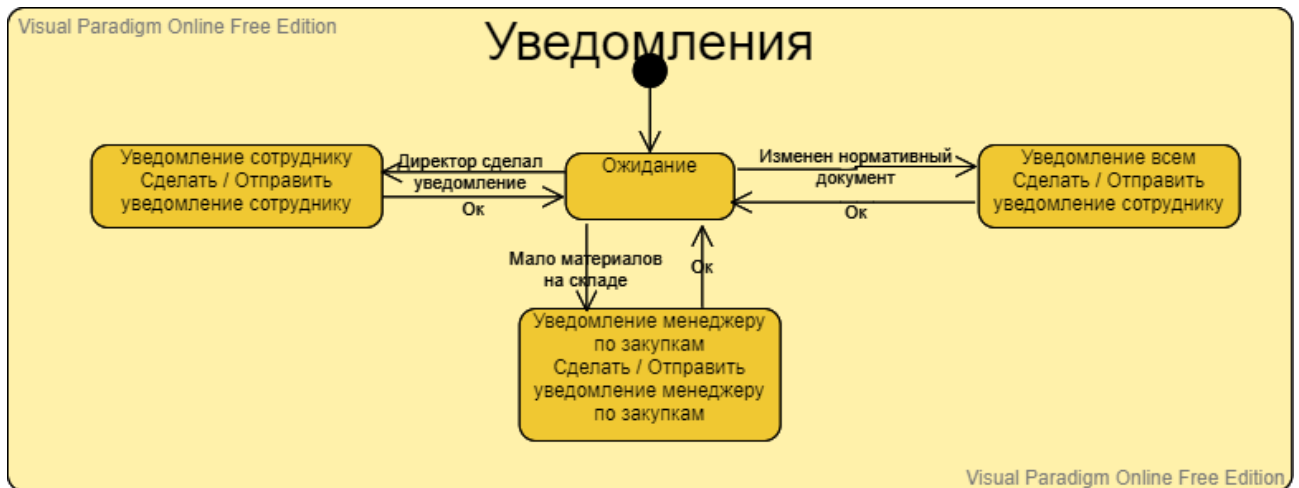 Visual Paradigm Online Free Edition
Уведомления
Уведомление сотруднику
Сделать / Отправить
уведомление сотруднику
Директор сделал
уведомление
Ок
Ожидание
Изменен нормативный
документ
Ок
Уведомление всем
Сделать / Отправить
уведомление сотруднику
Мало материалов
на складе
Ок
Уведомление менеджеру
по закупкам
Сделать / Отправить
уведомление менеджеру
по закупкам
Visual Paradigm Online Free Edition